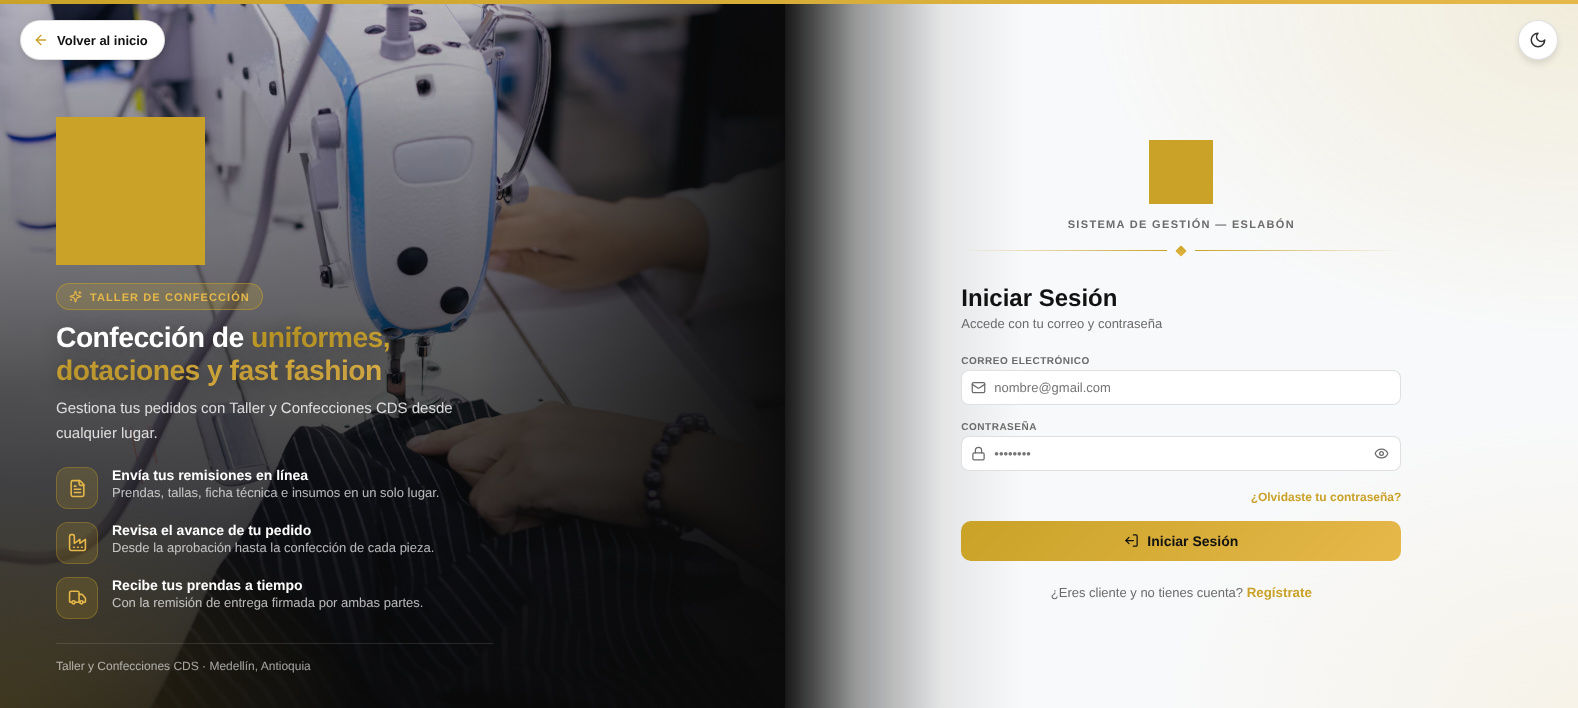 Volver al inicio
TALLER DE CONFECCIÓN
Confección de uniformes,
dotaciones y fast fashion
Gestiona tus pedidos con Taller y Confecciones CDS desde
cualquier lugar.
Envía tus remisiones en línea
Prendas, tallas, ficha técnica e insumos en un solo lugar.
Revisa el avance de tu pedido
Desde la aprobación hasta la confección de cada pieza.
Recibe tus prendas a tiempo
Con la remisión de entrega firmada por ambas partes.
Taller y Confecciones CDS · Medellín, Antioquia
SISTEMA DE GESTIÓN — ESLABÓN
Iniciar Sesión
Accede con tu correo y contraseña
CORREO ELECTRÓNICO
nombre@gmail.com
CONTRASEÑA
••••••••
¿Olvidaste tu contraseña?
Iniciar Sesión
¿Eres cliente y no tienes cuenta? Regístrate